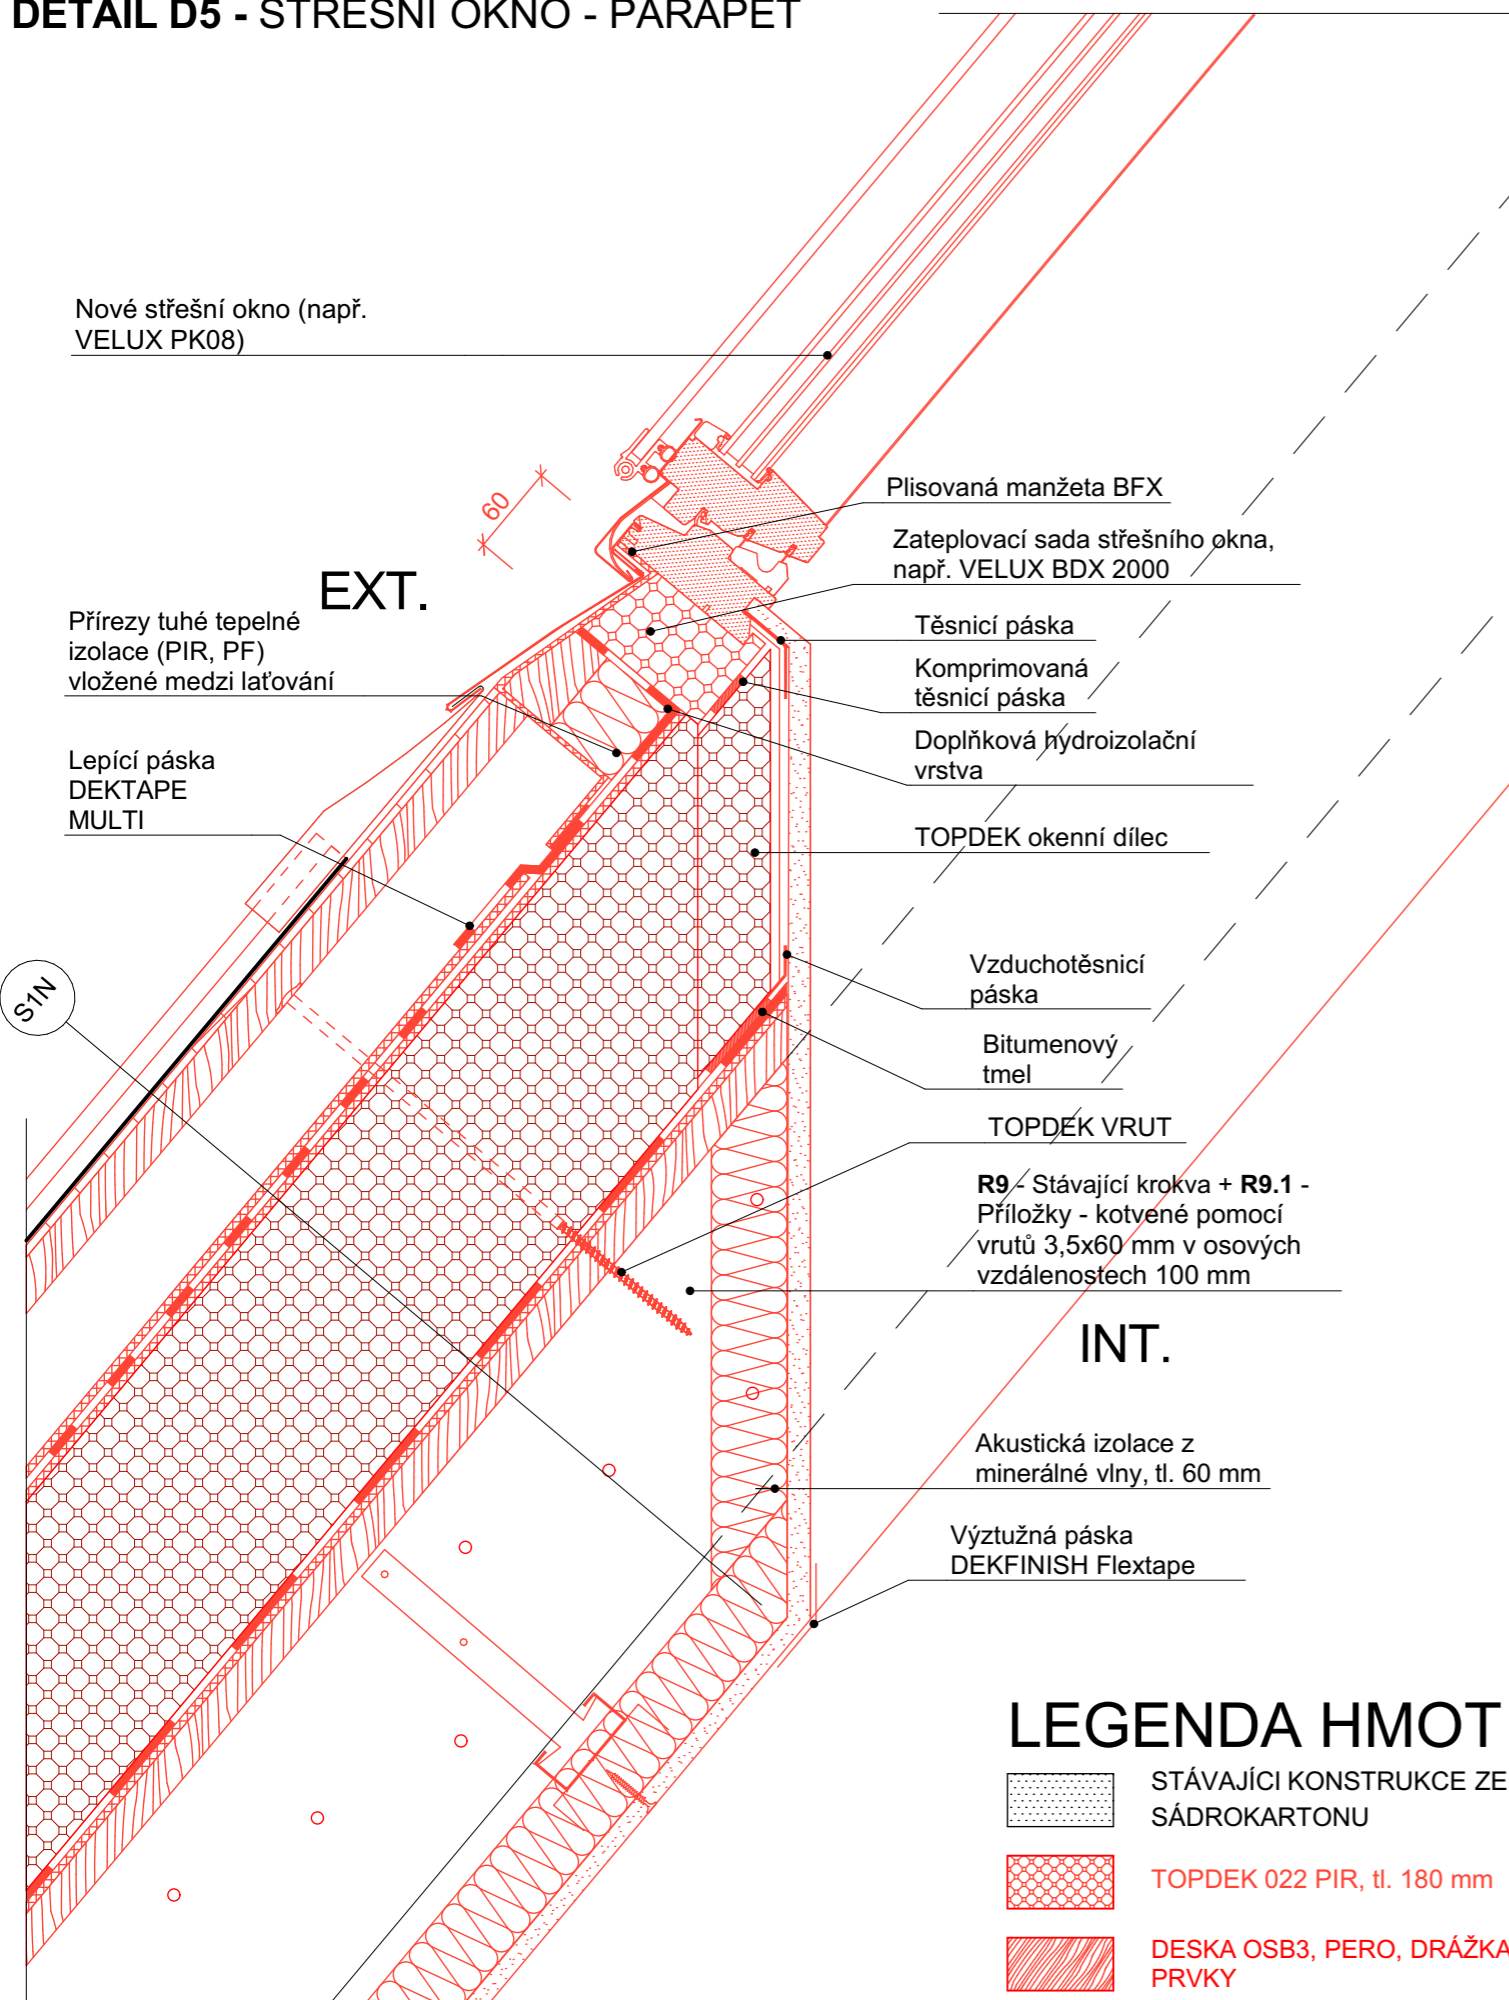 DETAIL D5 - STŘEŠNÍ OKNO - PARAPET
Nové střešní okno (např.
VELUX PK08)
60
EXT.
Plisovaná manžeta BFX
Zateplovací sada střešního okna,
např. VELUX BDX 2000
Přířezy tuhé tepelné
izolace (PIR, PF)
vložené medzi laťování
Těsnicí páska
Komprimovaná
těsnicí páska
Doplňková hydroizolační
vrstva
Lepící páska
DEKTAPE
MULTI
TOPDEK okenní dílec
S1N
Vzduchotěsnicí
páska
Bitumenový
tmel
TOPDEK VRUT
R9 - Stávající krokva + R9.1 -
Příložky - kotvené pomocí
vrutů 3,5x60 mm v osových
vzdálenostech 100 mm
INT.
Akustická izolace z
minerálné vlny, tl. 60 mm
Výztužná páska
DEKFINISH Flextape
LEGENDA HMOT
STÁVAJÍCI KONSTRUKCE ZE
SÁDROKARTONU
TOPDEK 022 PIR, tl. 180 mm
DESKA OSB3, PERO, DRÁŽKA
PRVKY